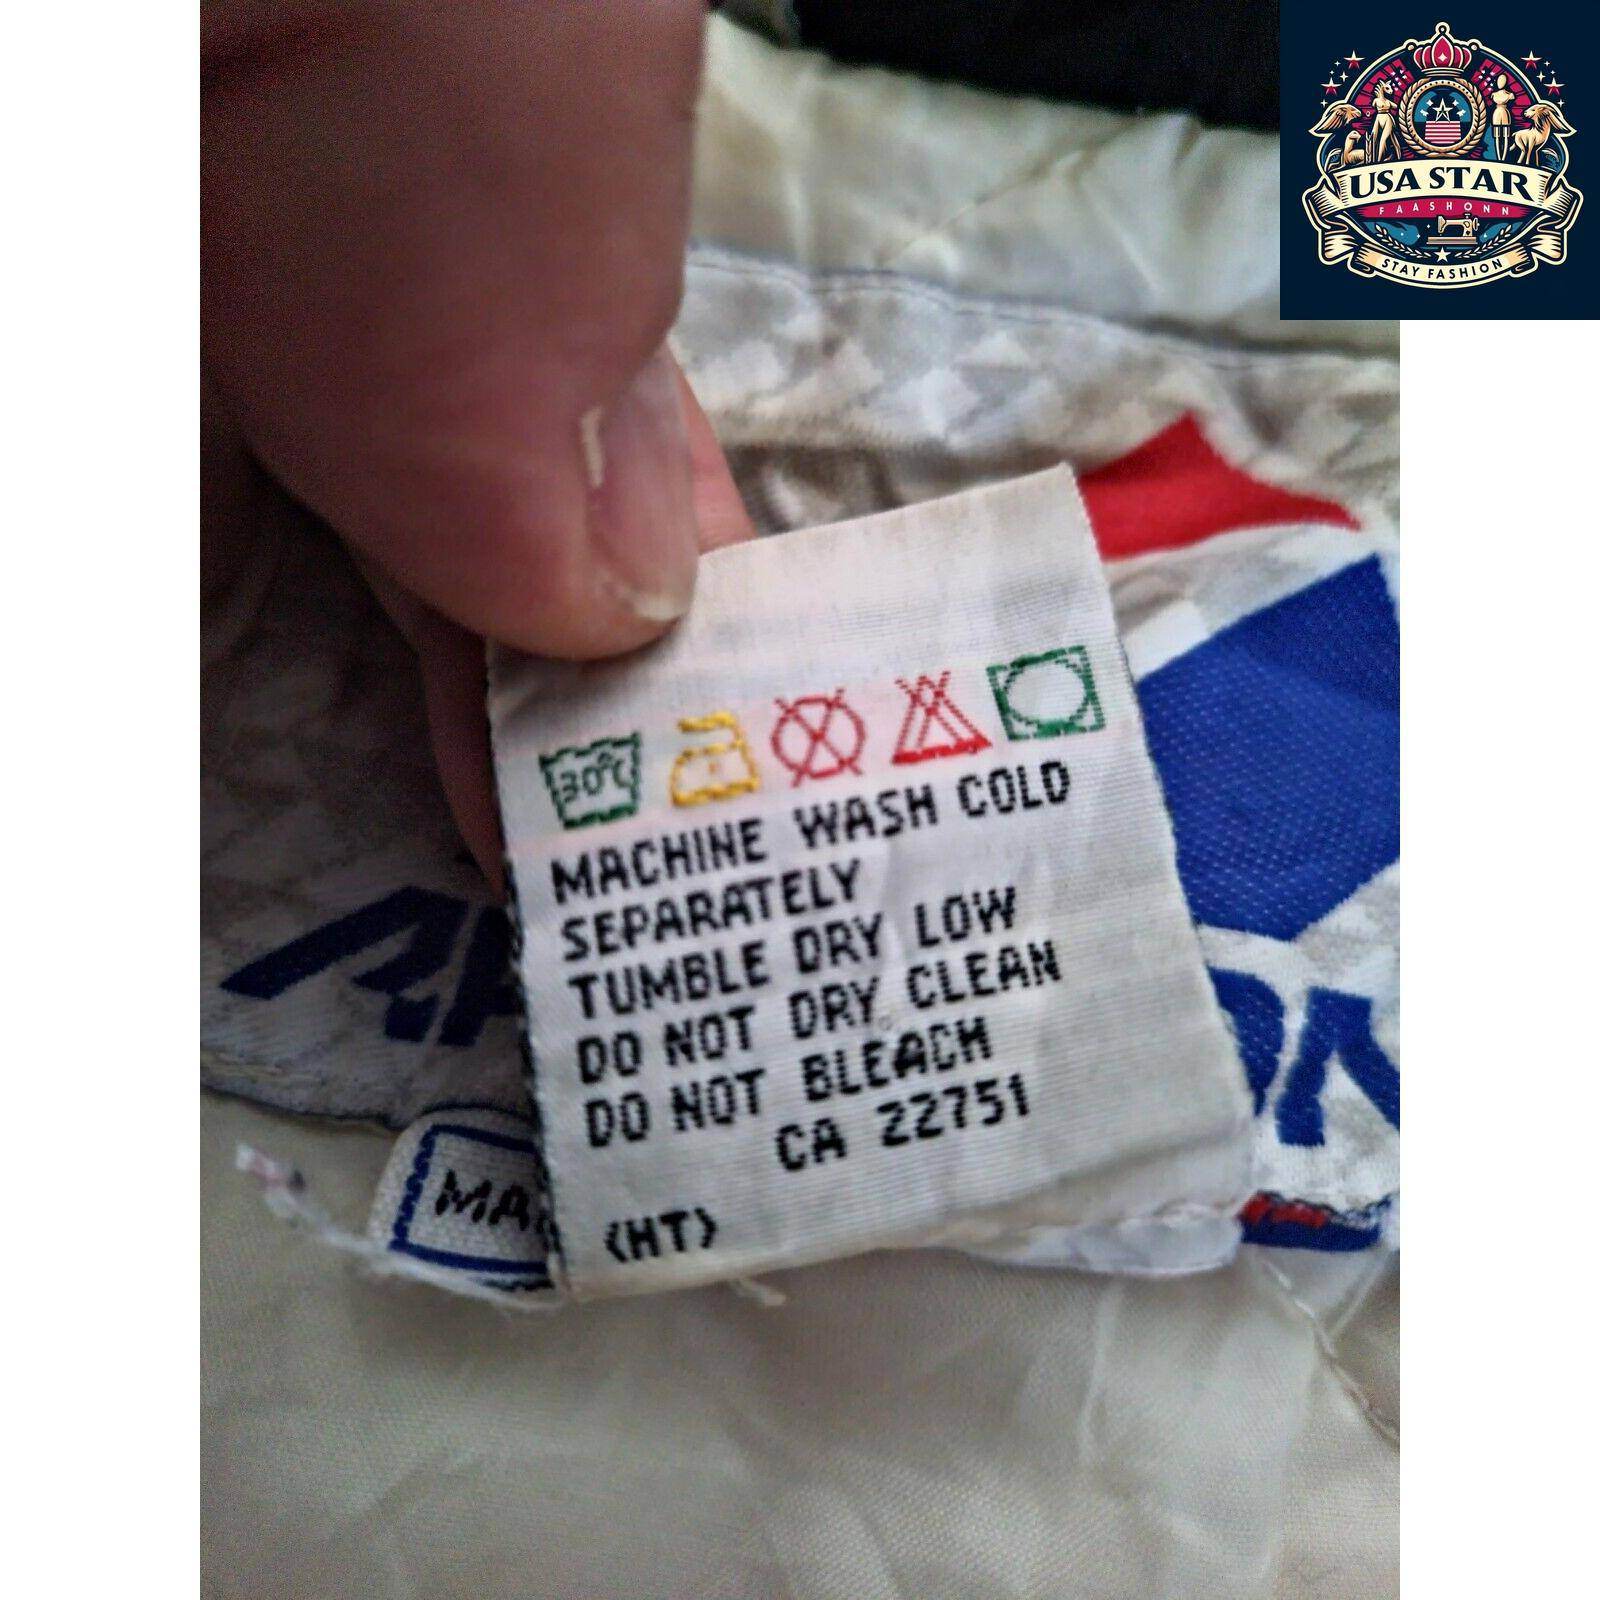 USA STAR
FAASHONN
STAY FASHION
30°C
MACHINE WASH COLD
SEPARATELY
TUMBLE DRY LOW
DO NOT DRY CLEAN
DO NOT BLEACH
CA 22751
(HT)